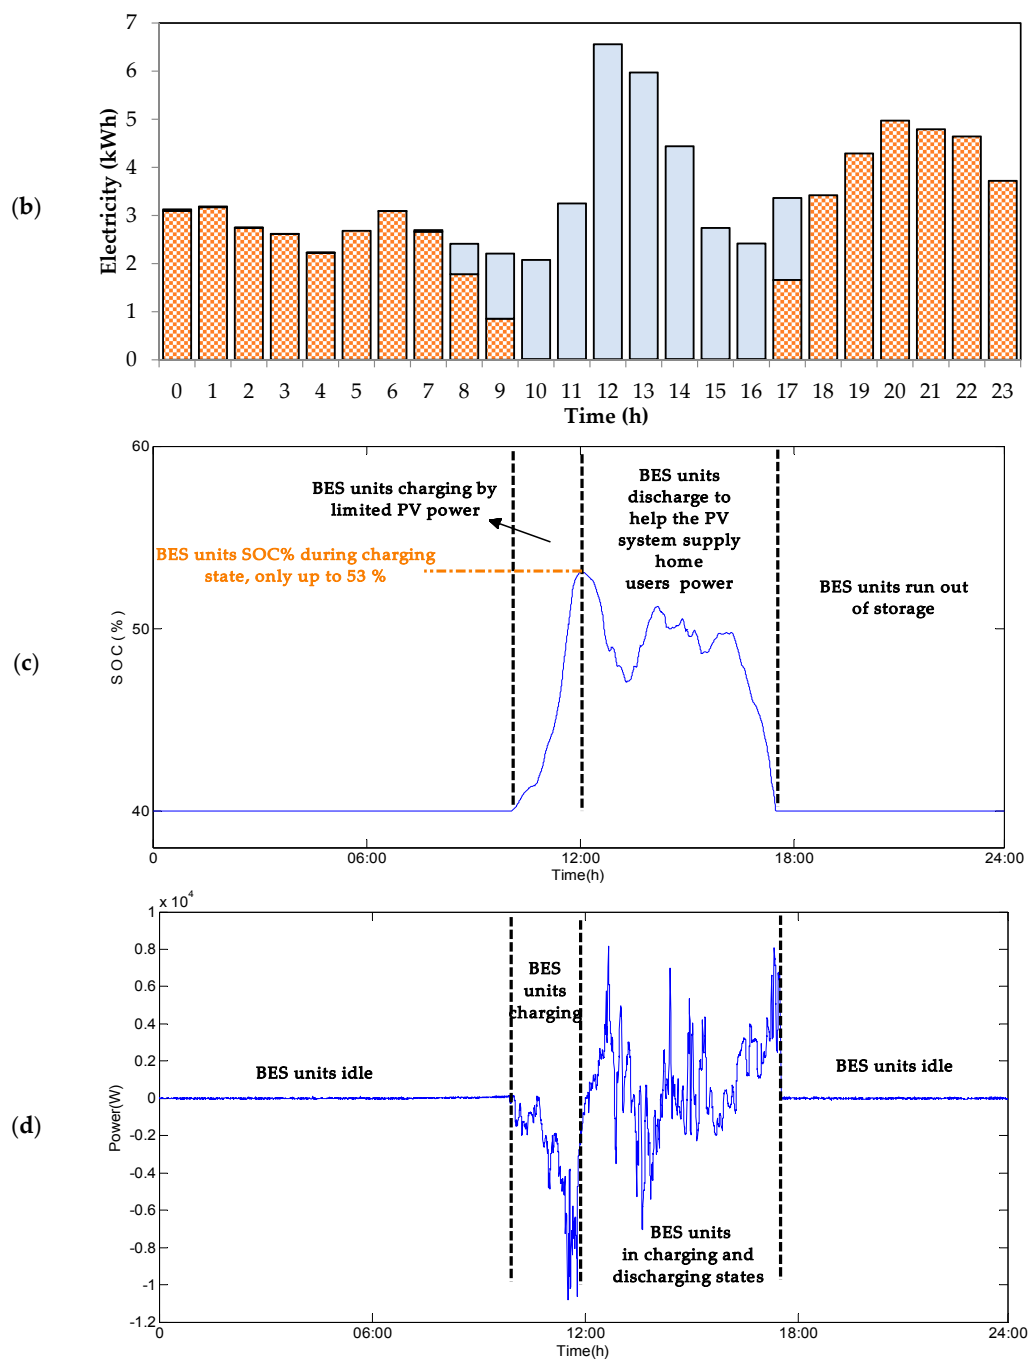 (b)
Electricity (kWh)
7
6
5
4
3
2
1
0
0 1 2 3 4 5 6 7 8 9 10 11 12 13 14 15 16 17 18 19 20 21 22 23
Time (h)
(c)
SOC(%)
60
50
40
BES units charging by
limited PV power
BES units SOC% during charging
state, only up to 53 %
BES units
discharge to
help the PV
system supply
home
users power
BES units run out
of storage
0 06:00 12:00 18:00 24:00
Time(h)
(d)
Power(W)
x 10⁴
1
0.8
0.6
0.4
0.2
0
-0.2
-0.4
-0.6
-0.8
-1
-1.2
BES units idle
BES
units
charging
BES units idle
BES units
in charging and
discharging states
0 06:00 12:00 18:00 24:00
Time(h)